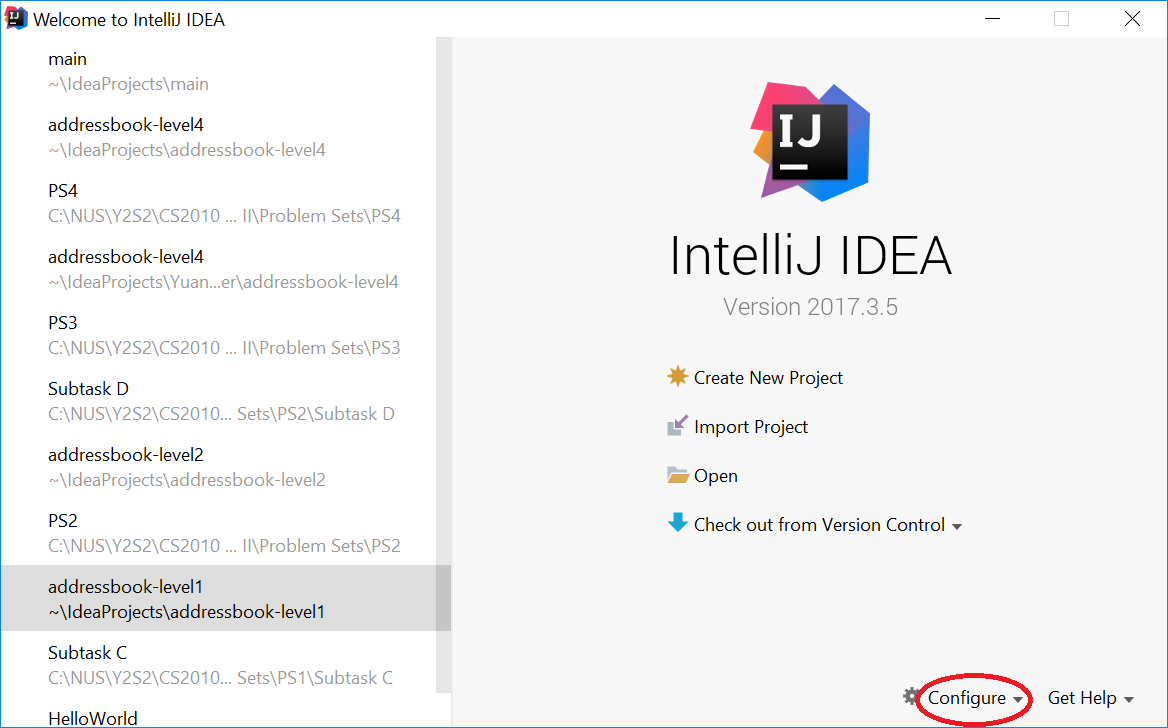 Welcome to IntelliJ IDEA
main
~\IdeaProjects\main
addressbook-level4
~\IdeaProjects\addressbook-level4
PS4
C:\NUS\Y2S2\CS2010 ... II\Problem Sets\PS4
addressbook-level4
~\IdeaProjects\Yuan...er\addressbook-level4
PS3
C:\NUS\Y2S2\CS2010 ... II\Problem Sets\PS3
Subtask D
C:\NUS\Y2S2\CS2010... Sets\PS2\Subtask D
addressbook-level2
~\IdeaProjects\addressbook-level2
PS2
C:\NUS\Y2S2\CS2010 ... II\Problem Sets\PS2
addressbook-level1
~\IdeaProjects\addressbook-level1
Subtask C
C:\NUS\Y2S2\CS2010... Sets\PS1\Subtask C
HelloWorld
IJ
IntelliJ IDEA
Version 2017.3.5
Create New Project
Import Project
Open
Check out from Version Control
Configure Get Help